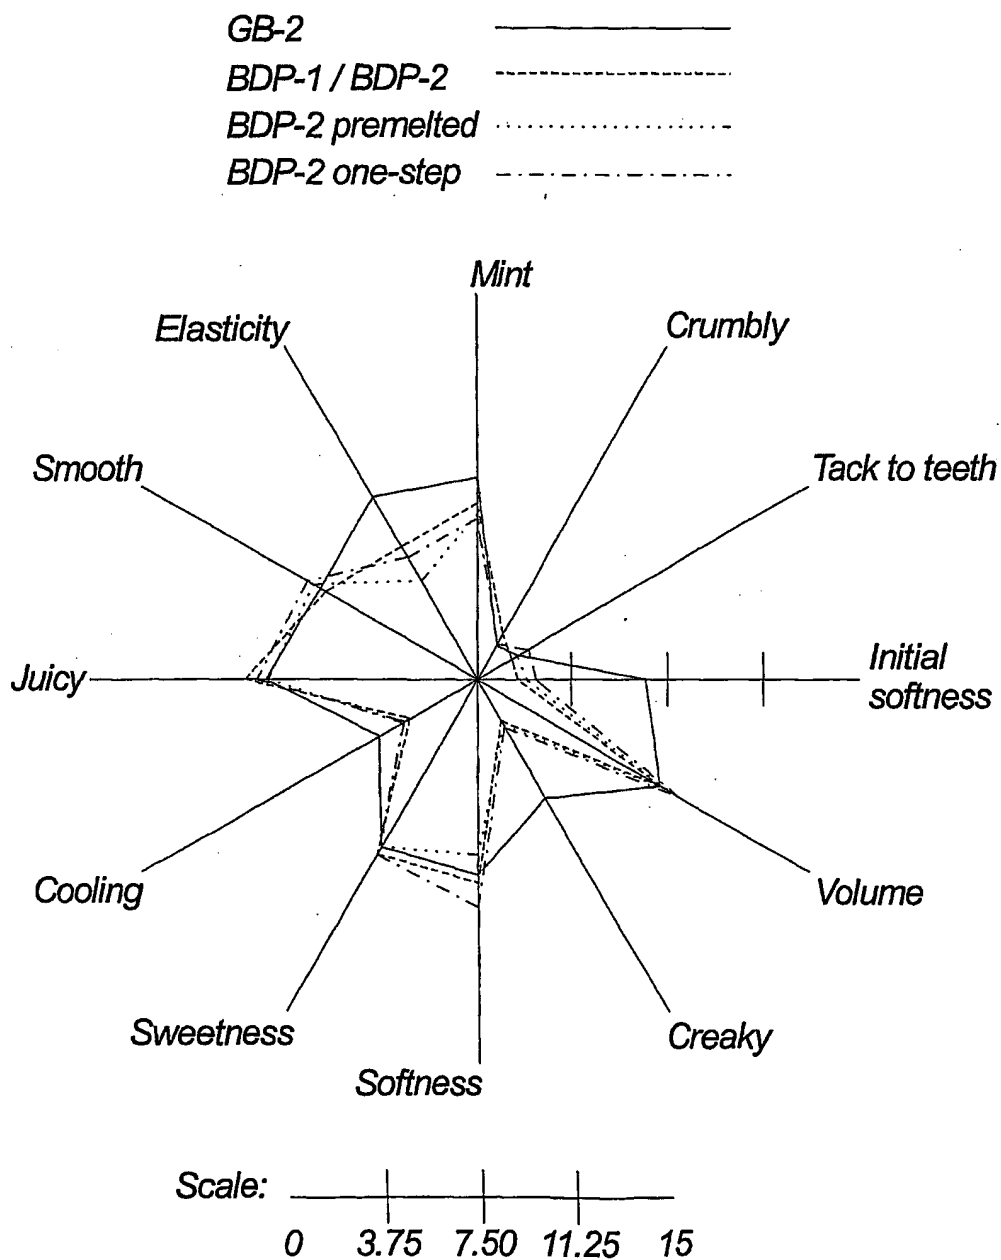 GB-2
BDP-1 / BDP-2
BDP-2 premelted
BDP-2 one-step
Mint
Elasticity
Crumbly
Smooth
Tack to teeth
Juicy
Initial
softness
Cooling
Volume
Sweetness
Creaky
Softness
Scale:
0 3.75 7.50 11.25 15